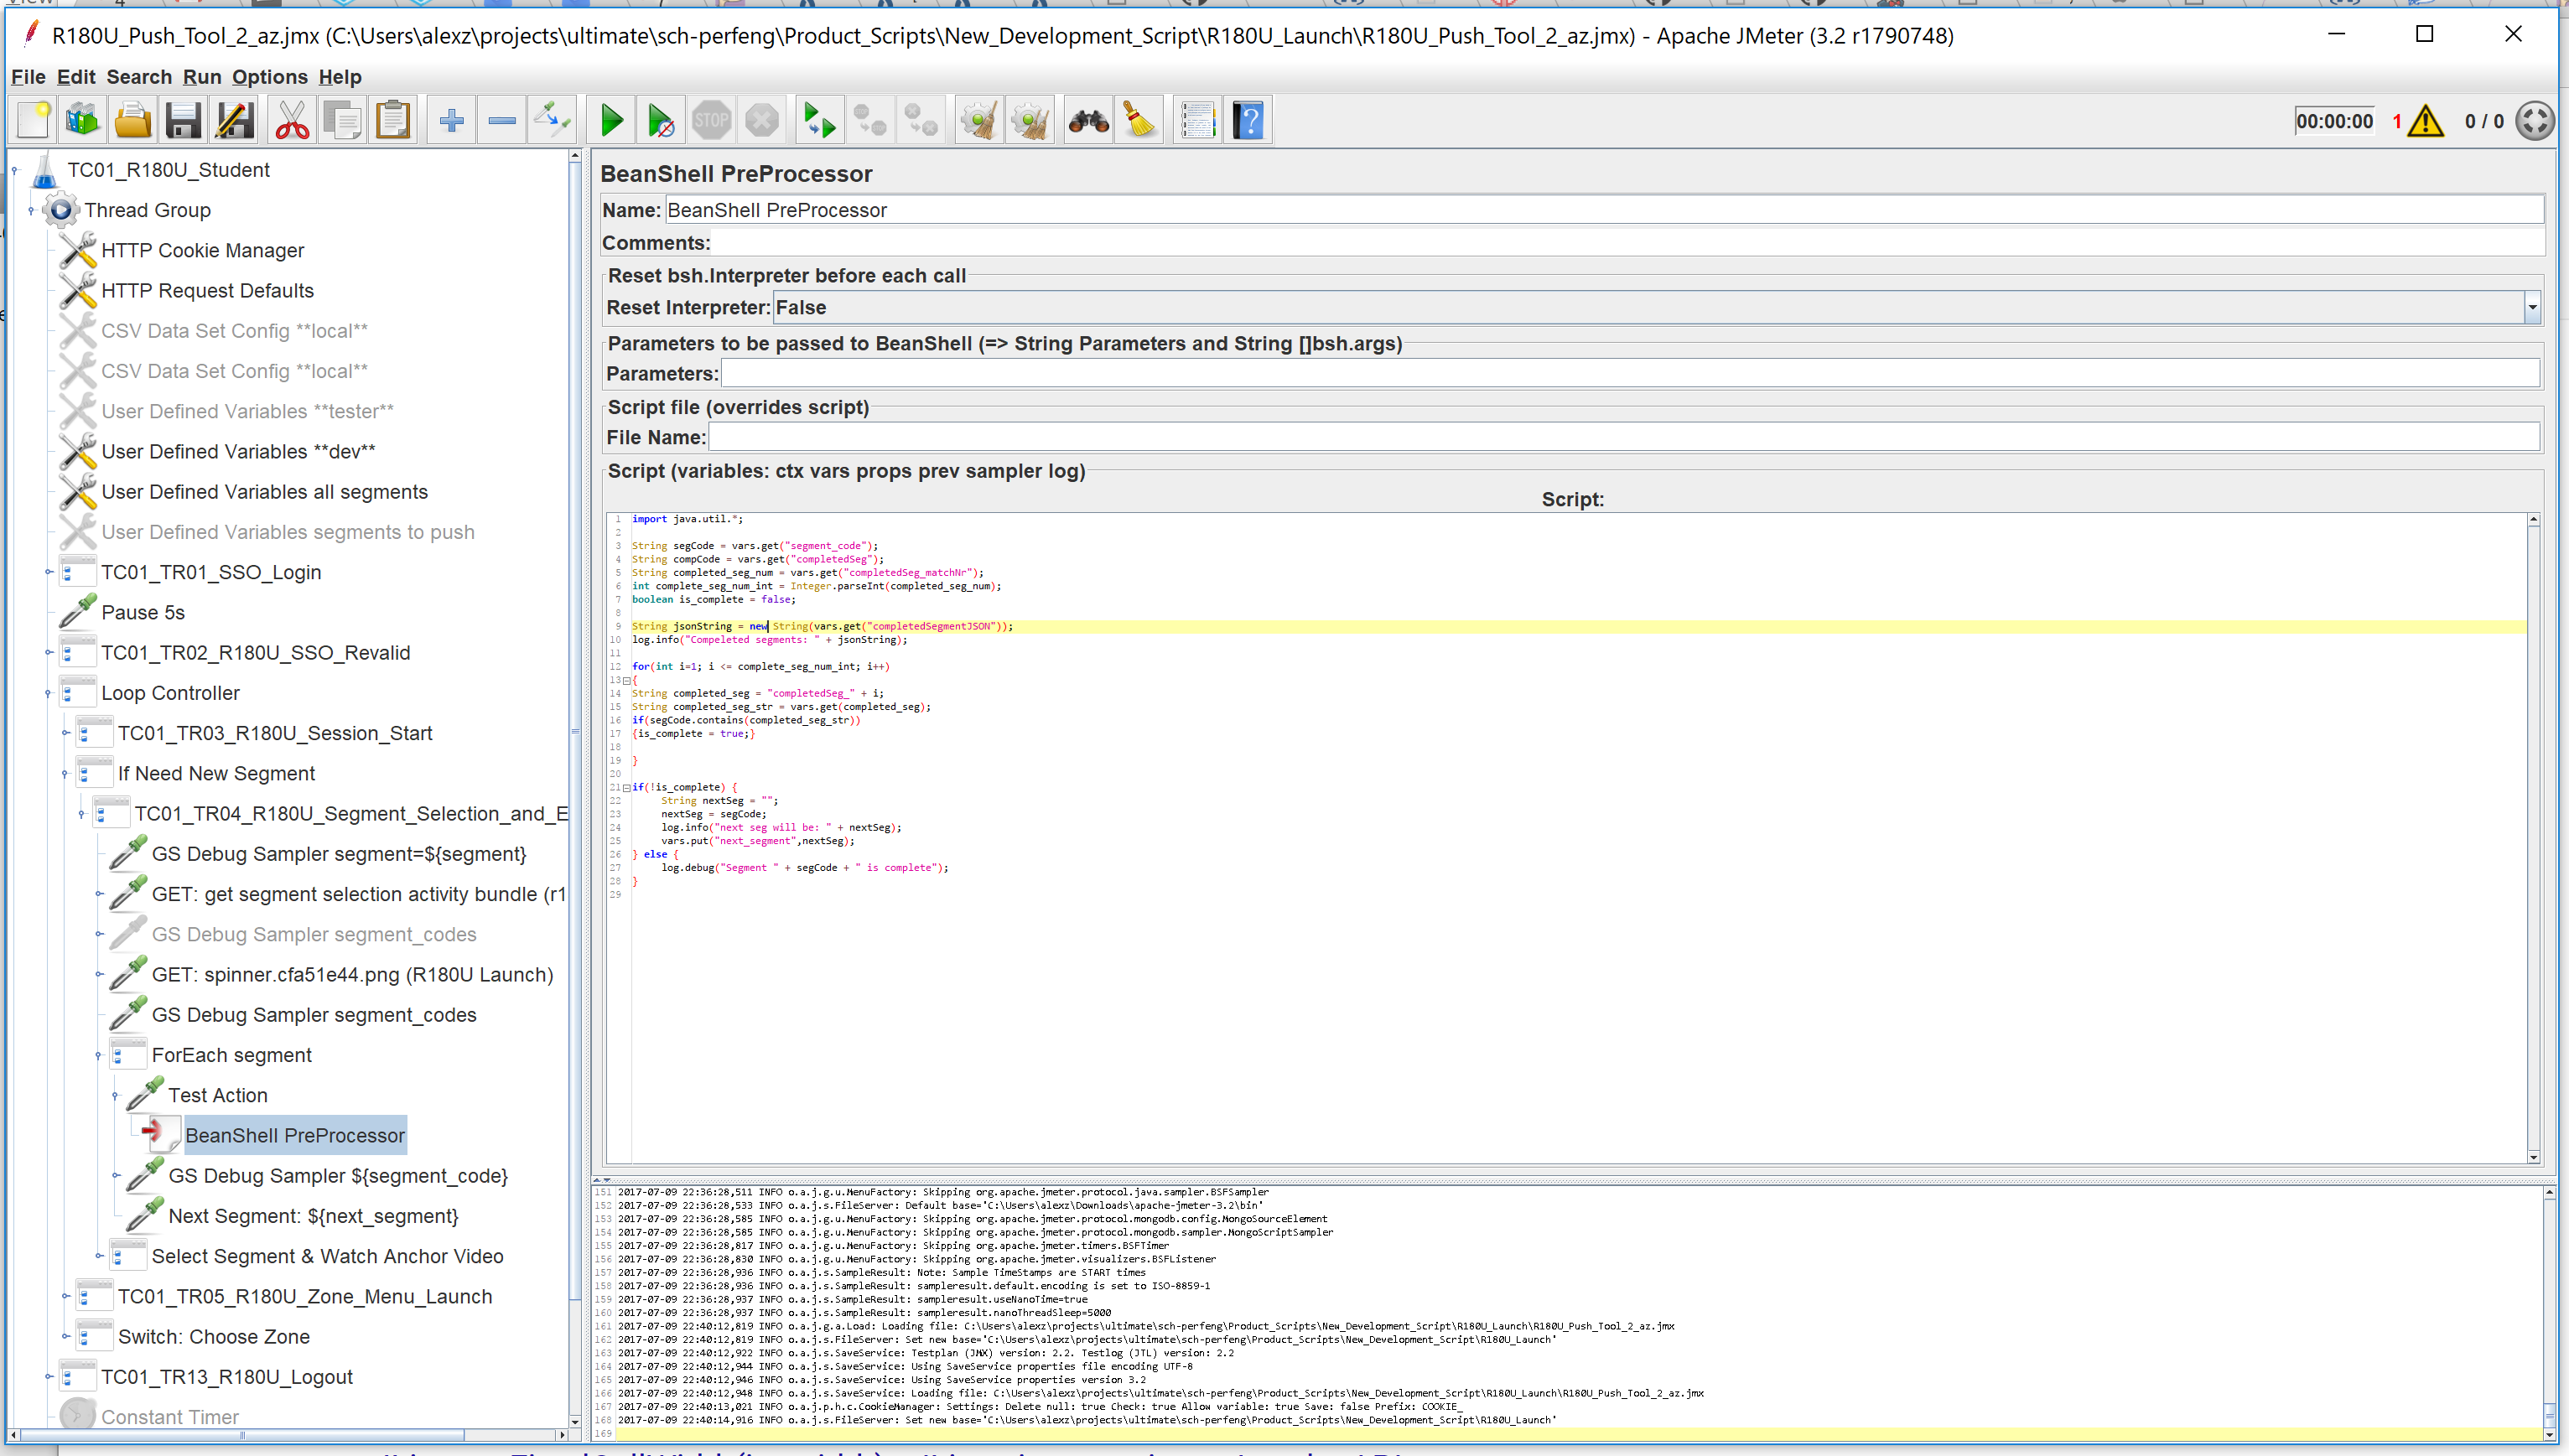 R180U_Push_Tool_2_az.jmx (C:\Users\alexz\projects\ultimate\sch-perfeng\Product_Scripts\New_Development_Script\R180U_Launch\R180U_Push_Tool_2_az.jmx) - Apache JMeter (3.2 r1790748)
File Edit Search Run Options Help
STOP
00:00:00 1 0 / 0
TC01_R180U_Student
Thread Group
HTTP Cookie Manager
HTTP Request Defaults
CSV Data Set Config **local**
CSV Data Set Config **local**
User Defined Variables **tester**
User Defined Variables **dev**
User Defined Variables all segments
User Defined Variables segments to push
TC01_TR01_SSO_Login
Pause 5s
TC01_TR02_R180U_SSO_Revalid
Loop Controller
TC01_TR03_R180U_Session_Start
If Need New Segment
TC01_TR04_R180U_Segment_Selection_and_E
GS Debug Sampler segment=${segment}
GET: get segment selection activity bundle (r1
GS Debug Sampler segment_codes
GET: spinner.cfa51e44.png (R180U Launch)
GS Debug Sampler segment_codes
ForEach segment
Test Action
BeanShell PreProcessor
GS Debug Sampler ${segment_code}
Next Segment: ${next_segment}
Select Segment & Watch Anchor Video
TC01_TR05_R180U_Zone_Menu_Launch
Switch: Choose Zone
TC01_TR13_R180U_Logout
Constant Timer
BeanShell PreProcessor
Name: BeanShell PreProcessor
Comments:
Reset bsh.Interpreter before each call
Reset Interpreter: False
Parameters to be passed to BeanShell (=> String Parameters and String []bsh.args)
Parameters:
Script file (overrides script)
File Name:
Script (variables: ctx vars props prev sampler log)
Script:
1 import java.util.*;
2
3 String segCode = vars.get("segment_code");
4 String compCode = vars.get("completedSeg");
5 String completed_seg_num = vars.get("completedSeg_matchNr");
6 int complete_seg_num_int = Integer.parseInt(completed_seg_num);
7 boolean is_complete = false;
8
9 String jsonString = new String(vars.get("completedSegmentJSON"));
10 log.info("Compeleted segments: " + jsonString);
11
12 for(int i=1; i <= complete_seg_num_int; i++)
13 {
14 String completed_seg = "completedSeg_" + i;
15 String completed_seg_str = vars.get(completed_seg);
16 if(segCode.contains(completed_seg_str))
17 {is_complete = true;}
18
19 }
20
21 if(!is_complete) {
22 String nextSeg = "";
23 nextSeg = segCode;
24 log.info("next seg will be: " + nextSeg);
25 vars.put("next_segment",nextSeg);
26 } else {
27 log.debug("Segment " + segCode + " is complete");
28 }
29
151 2017-07-09 22:36:28,511 INFO o.a.j.g.u.MenuFactory: Skipping org.apache.jmeter.protocol.java.sampler.BSFSampler
152 2017-07-09 22:36:28,533 INFO o.a.j.s.FileServer: Default base='C:\Users\alexz\Downloads\apache-jmeter-3.2\bin'
153 2017-07-09 22:36:28,585 INFO o.a.j.g.u.MenuFactory: Skipping org.apache.jmeter.protocol.mongodb.config.MongoSourceElement
154 2017-07-09 22:36:28,585 INFO o.a.j.g.u.MenuFactory: Skipping org.apache.jmeter.protocol.mongodb.sampler.MongoScriptSampler
155 2017-07-09 22:36:28,817 INFO o.a.j.g.u.MenuFactory: Skipping org.apache.jmeter.timers.BSFTimer
156 2017-07-09 22:36:28,830 INFO o.a.j.g.u.MenuFactory: Skipping org.apache.jmeter.visualizers.BSFListener
157 2017-07-09 22:36:28,936 INFO o.a.j.s.SampleResult: Note: Sample TimeStamps are START times
158 2017-07-09 22:36:28,936 INFO o.a.j.s.SampleResult: sampleresult.default.encoding is set to ISO-8859-1
159 2017-07-09 22:36:28,937 INFO o.a.j.s.SampleResult: sampleresult.useNanoTime=true
160 2017-07-09 22:36:28,937 INFO o.a.j.s.SampleResult: sampleresult.nanoThreadSleep=5000
161 2017-07-09 22:40:12,819 INFO o.a.j.g.a.Load: Loading file: C:\Users\alexz\projects\ultimate\sch-perfeng\Product_Scripts\New_Development_Script\R180U_Launch\R180U_Push_Tool_2_az.jmx
162 2017-07-09 22:40:12,819 INFO o.a.j.s.FileServer: Set new base='C:\Users\alexz\projects\ultimate\sch-perfeng\Product_Scripts\New_Development_Script\R180U_Launch'
163 2017-07-09 22:40:12,922 INFO o.a.j.s.SaveService: Testplan (JMX) version: 2.2. Testlog (JTL) version: 2.2
164 2017-07-09 22:40:12,944 INFO o.a.j.s.SaveService: Using SaveService properties file encoding UTF-8
165 2017-07-09 22:40:12,946 INFO o.a.j.s.SaveService: Using SaveService properties version 3.2
166 2017-07-09 22:40:12,948 INFO o.a.j.s.SaveService: Loading file: C:\Users\alexz\projects\ultimate\sch-perfeng\Product_Scripts\New_Development_Script\R180U_Launch\R180U_Push_Tool_2_az.jmx
167 2017-07-09 22:40:13,021 INFO o.a.j.p.h.c.CookieManager: Settings: Delete null: true Check: true Allow variable: true Save: false Prefix: COOKIE_
168 2017-07-09 22:40:14,916 INFO o.a.j.s.FileServer: Set new base='C:\Users\alexz\projects\ultimate\sch-perfeng\Product_Scripts\New_Development_Script\R180U_Launch'
169